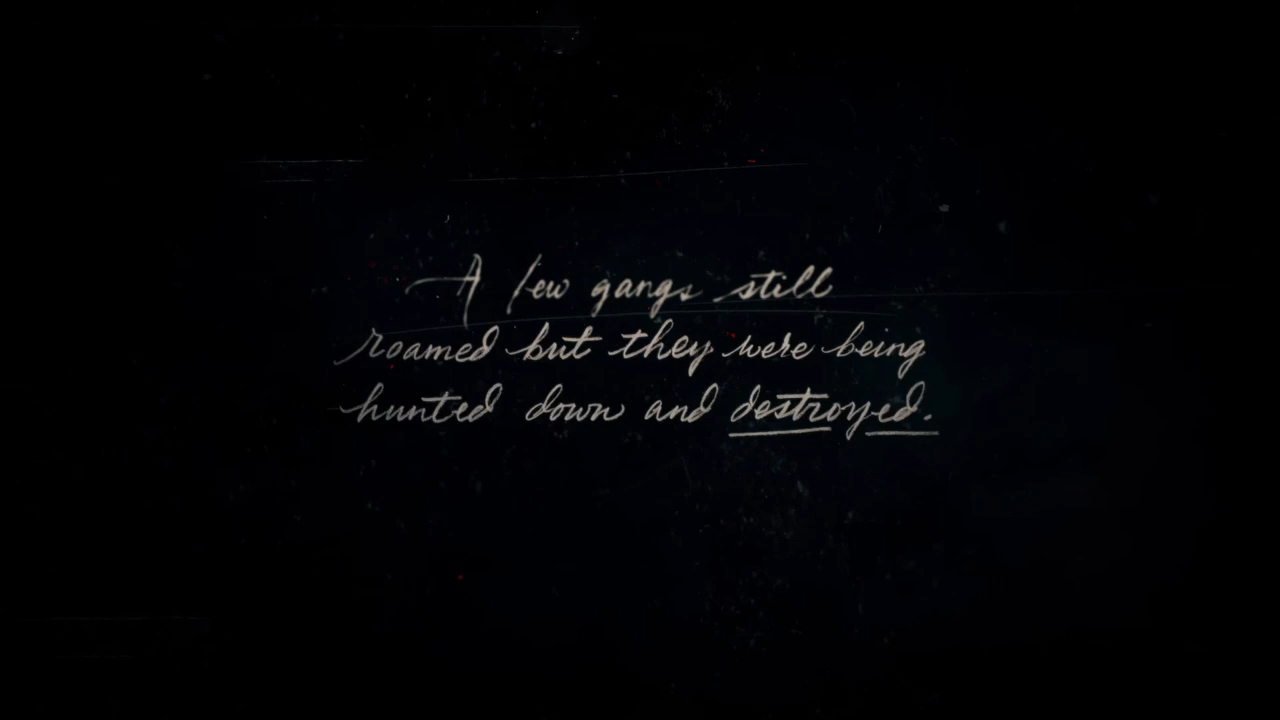 A few gangs still
roamed but they were being
hunted down and destroyed.